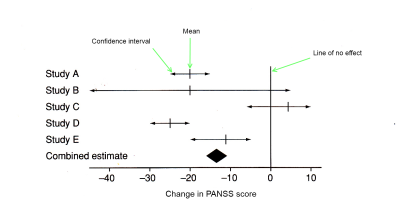 Mean
Confidence interval
Line of no effect
Study A
Study B
Study C
Study D
Study E
Combined estimate
−40 −30 −20 −10 0 10
Change in PANSS score